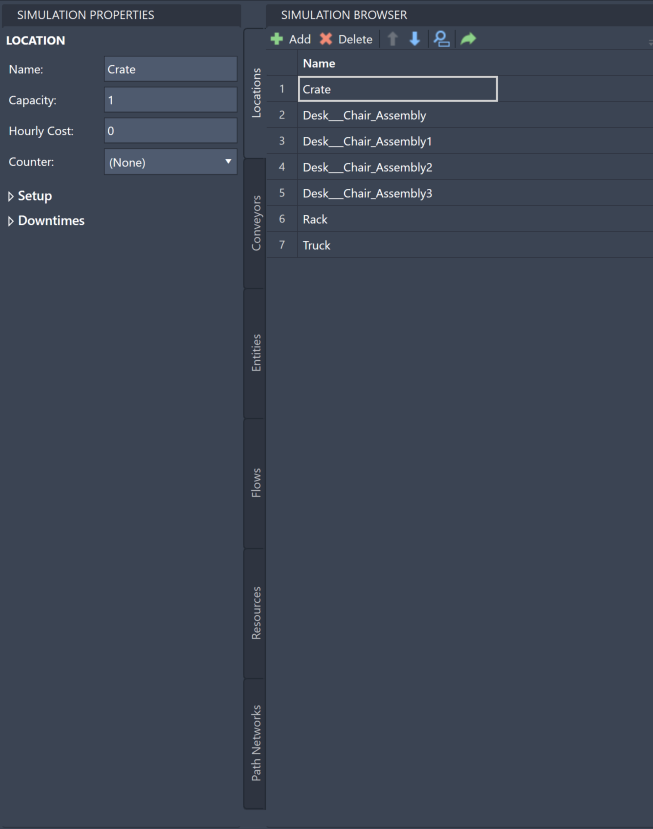 SIMULATION PROPERTIES
LOCATION
Name: Crate
Capacity: 1
Hourly Cost: 0
Counter: (None)
Setup
Downtimes
Locations
Conveyors
Entities
Flows
Resources
Path Networks
SIMULATION BROWSER
Add Delete
Name
1 Crate
2 Desk___Chair_Assembly
3 Desk___Chair_Assembly1
4 Desk___Chair_Assembly2
5 Desk___Chair_Assembly3
6 Rack
7 Truck